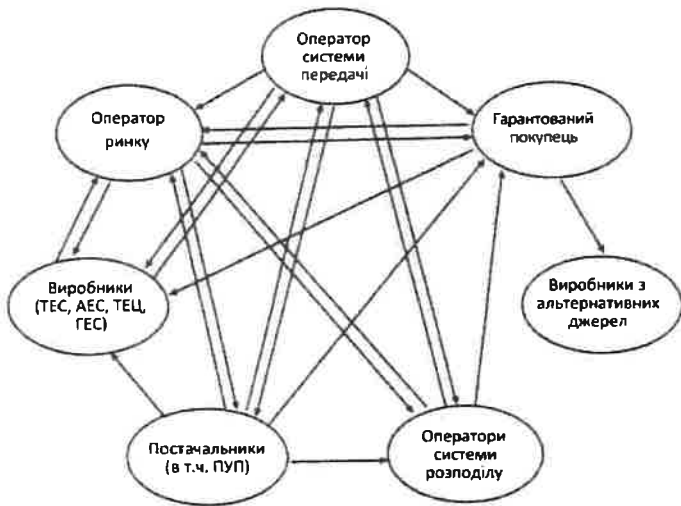 Оператор
системи
передачі
Оператор
ринку
Гарантований
покупець
Виробники
(ТЕС, АЕС, ТЕЦ,
ГЕС)
Виробники з
альтернативних
джерел
Постачальники
(в т.ч. ПУП)
Оператори
системи
розподілу